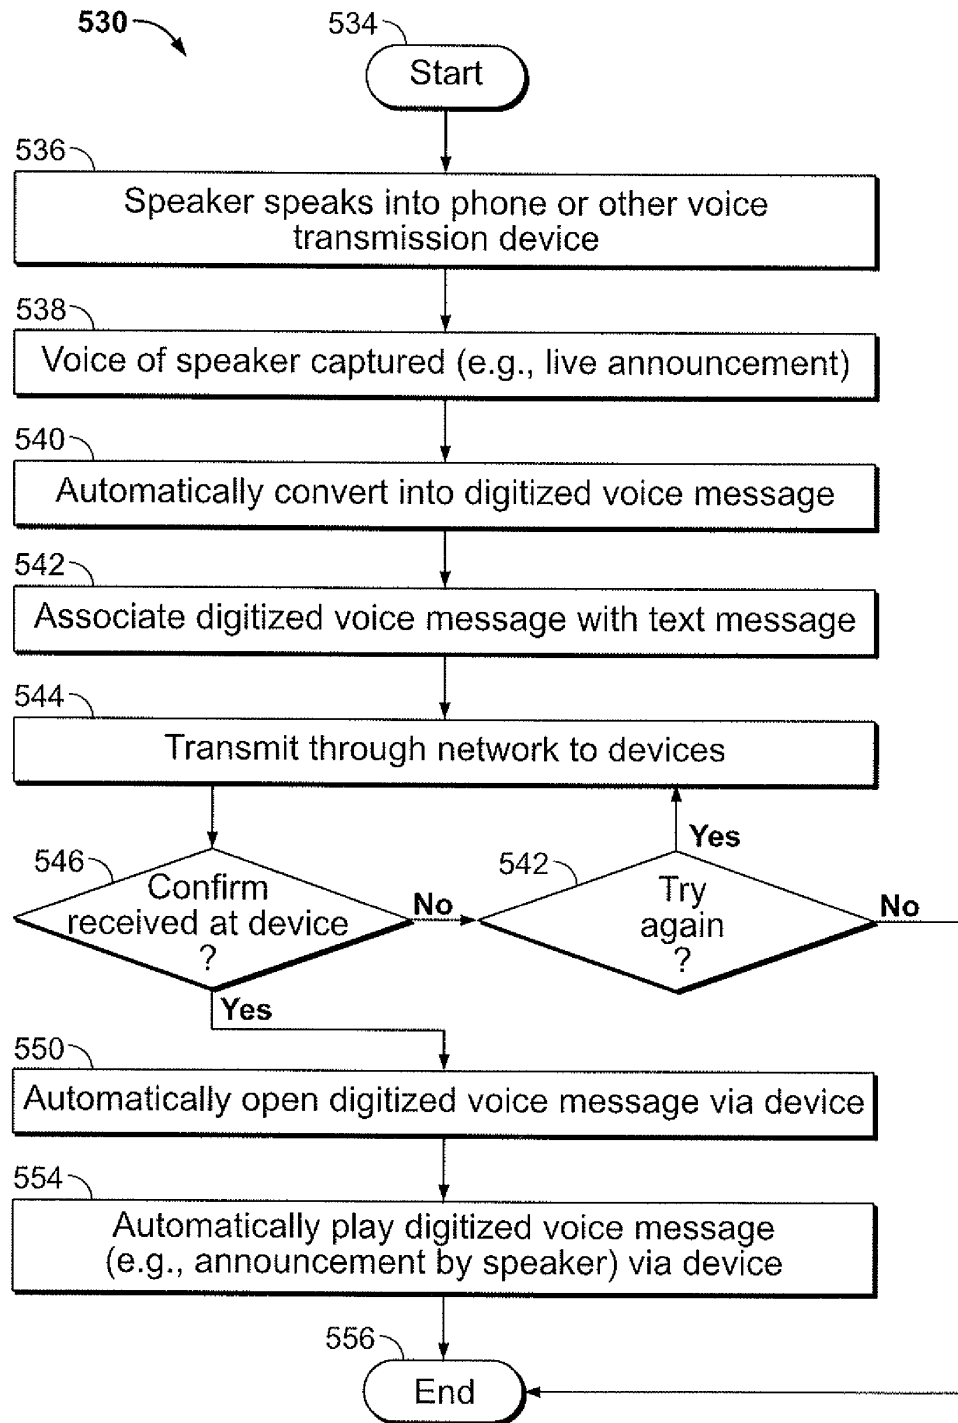 530
534
Start
536
Speaker speaks into phone or other voice
transmission device
538
Voice of speaker captured (e.g., live announcement)
540
Automatically convert into digitized voice message
542
Associate digitized voice message with text message
544
Transmit through network to devices
546
Confirm
received at device
?
No
542
Try
again
?
Yes
No
Yes
550
Automatically open digitized voice message via device
554
Automatically play digitized voice message
(e.g., announcement by speaker) via device
556
End